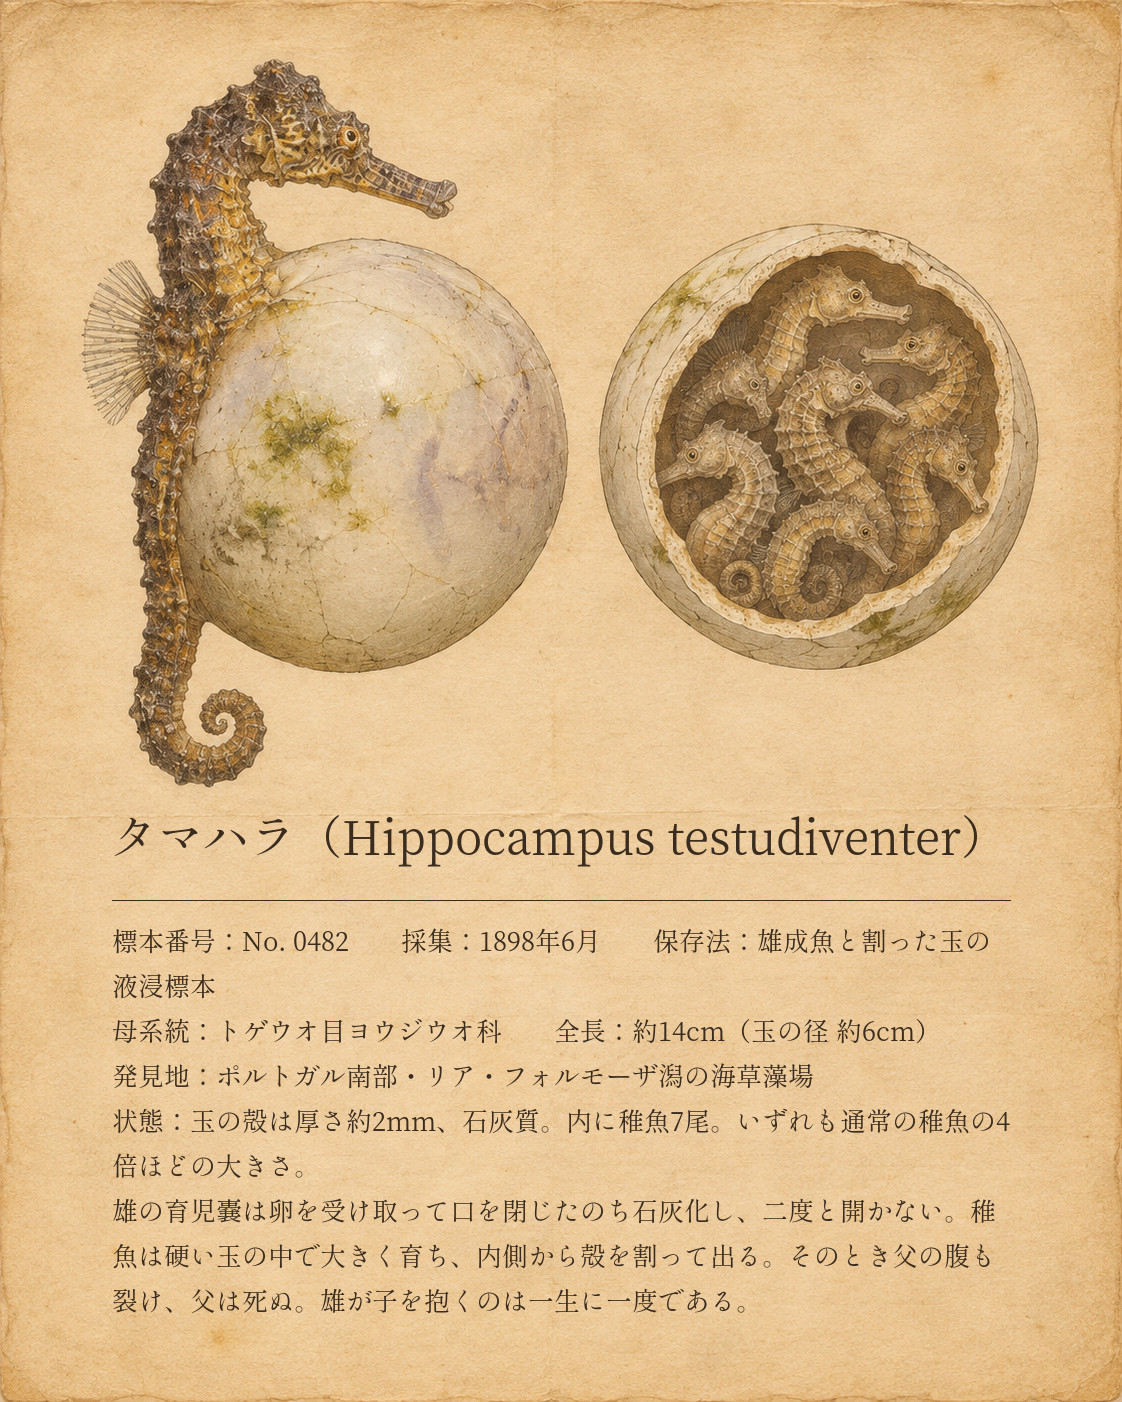 タマハラ（Hippocampus testudiventer）
標本番号：No. 0482　採集：1898年6月　保存法：雄成魚と割った玉の
液浸標本
母系統：トゲウオ目ヨウジウオ科　全長：約14cm（玉の径 約6cm）
発見地：ポルトガル南部・リア・フォルモーザ潟の海草藻場
状態：玉の殻は厚さ約2mm、石灰質。内に稚魚7尾。いずれも通常の稚魚の4
倍ほどの大きさ。
雄の育児嚢は卵を受け取って口を閉じたのち石灰化し、二度と開かない。稚
魚は硬い玉の中で大きく育ち、内側から殻を割って出る。そのとき父の腹も
裂け、父は死ぬ。雄が子を抱くのは一生に一度である。